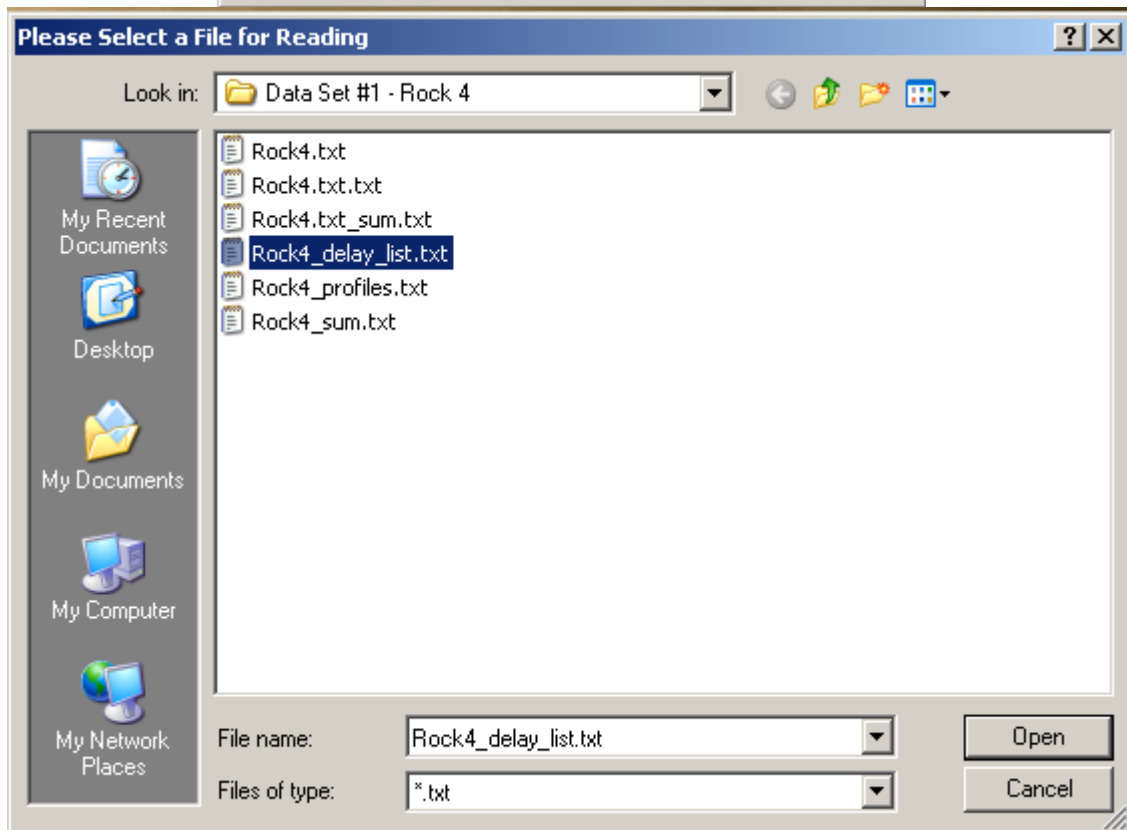 Please Select a File for Reading
Look in:
Data Set #1 - Rock 4
My Recent
Documents
Desktop
My Documents
My Computer
My Network
Places
Rock4.txt
Rock4.txt.txt
Rock4.txt_sum.txt
Rock4_delay_list.txt
Rock4_profiles.txt
Rock4_sum.txt
File name:
Rock4_delay_list.txt
Open
Files of type:
*.txt
Cancel